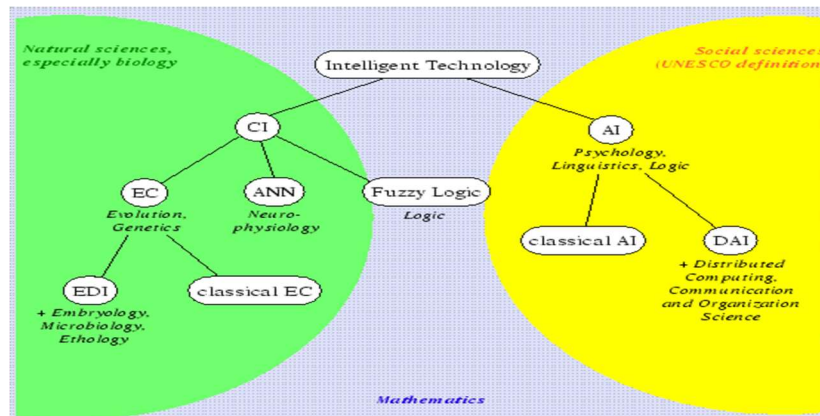 Natural sciences,
especially biology
Social science
(UNESCO definition
Intelligent Technology
CI
AI
Psychology,
Linguistics, Logic
EC
Evolution,
Genetics
ANN
Neuro-
physiology
Fuzzy Logic
Logic
classical AI
DAI
+ Distributed
Computing,
Communication
and Organization
Science
EDI
+ Embryology,
Microbiology,
Ethology
classical EC
Mathematics